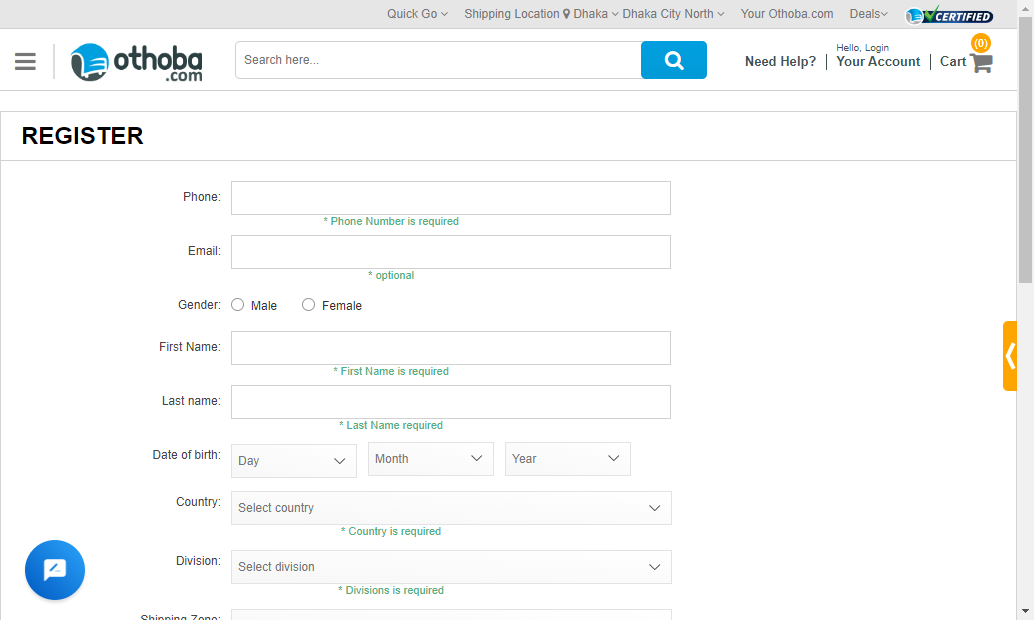 Quick Go Shipping Location Dhaka Dhaka City North Your Othoba.com Deals CERTIFIED
othoba.com
Search here...
Need Help?
Hello, Login
Your Account
Cart
(0)
REGISTER
Phone:
* Phone Number is required
Email:
* optional
Gender: Male Female
First Name:
* First Name is required
Last name:
* Last Name required
Date of birth: Day Month Year
Country: Select country
* Country is required
Division: Select division
* Divisions is required
Shipping Zone: